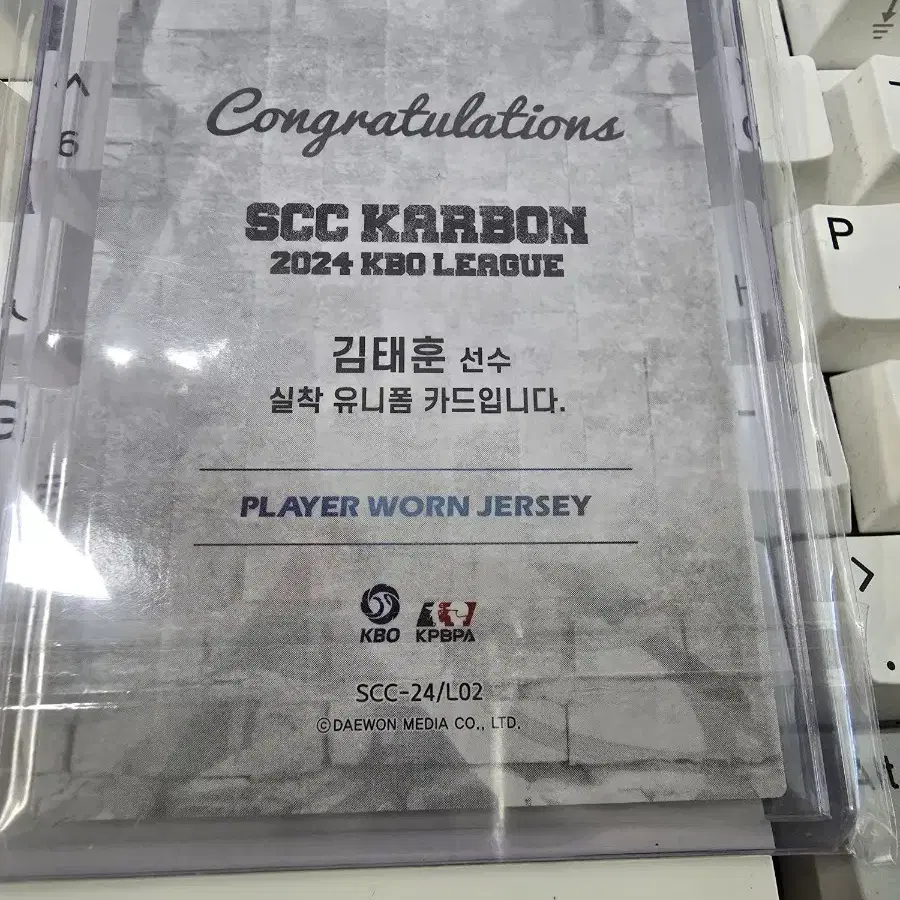 Congratulations
SCC KARBON
2024 KBO LEAGUE
김태훈 선수
실착 유니폼 카드입니다.
PLAYER WORN JERSEY
KBO KPBPA
SCC-24/L02
©DAEWON MEDIA CO., LTD.
^
6
P
>
.